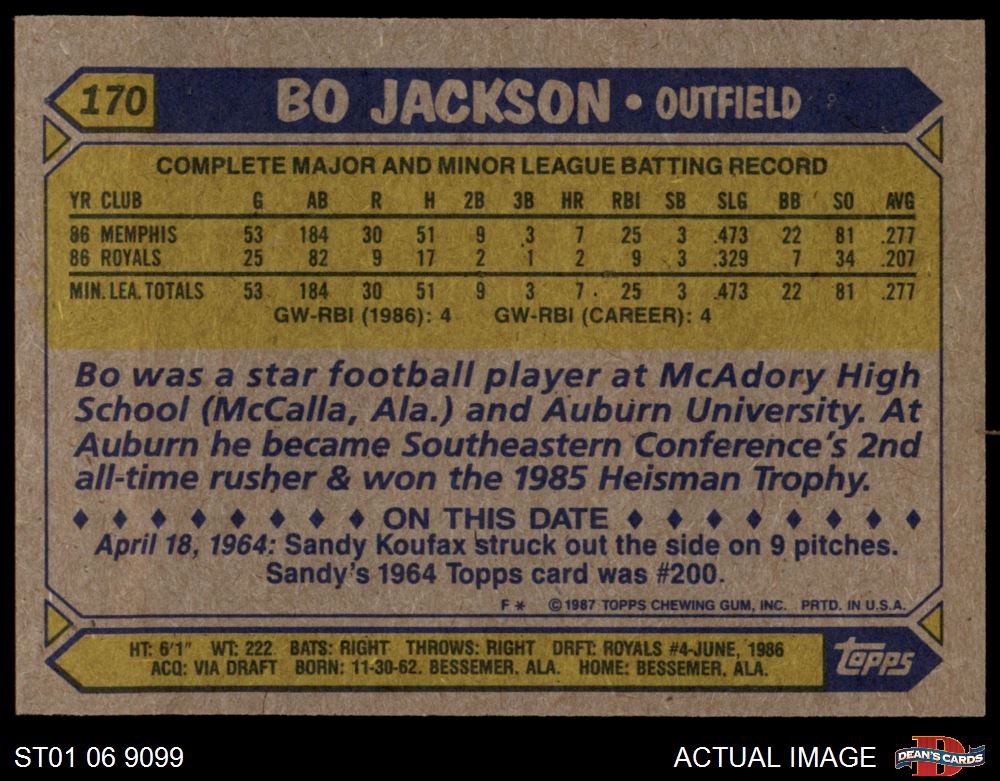 170 BO JACKSON • OUTFIELD
COMPLETE MAJOR AND MINOR LEAGUE BATTING RECORD
YR CLUB G AB R H 2B 3B HR RBI SB SLG BB SO AVG
86 MEMPHIS 53 184 30 51 9 3 7 25 3 .473 22 81 .277
86 ROYALS 25 82 9 17 2 1 2 9 3 .329 7 34 .207
MIN. LEA. TOTALS 53 184 30 51 9 3 7 25 3 .473 22 81 .277
GW-RBI (1986): 4 GW-RBI (CAREER): 4
Bo was a star football player at McAdory High
School (McCalla, Ala.) and Auburn University. At
Auburn he became Southeastern Conference's 2nd
all-time rusher & won the 1985 Heisman Trophy.
♦ ♦ ♦ ♦ ♦ ♦ ♦ ♦ ON THIS DATE ♦ ♦ ♦ ♦ ♦ ♦ ♦ ♦
April 18, 1964: Sandy Koufax struck out the side on 9 pitches.
Sandy's 1964 Topps card was #200.
F * © 1987 TOPPS CHEWING GUM, INC. PRTD. IN U.S.A.
HT: 6'1" WT: 222 BATS: RIGHT THROWS: RIGHT DRFT: ROYALS #4-JUNE, 1986
ACQ: VIA DRAFT BORN: 11-30-62, BESSEMER, ALA. HOME: BESSEMER, ALA.
topps
ST01 06 9099 ACTUAL IMAGE
D
DEAN'S CARDS